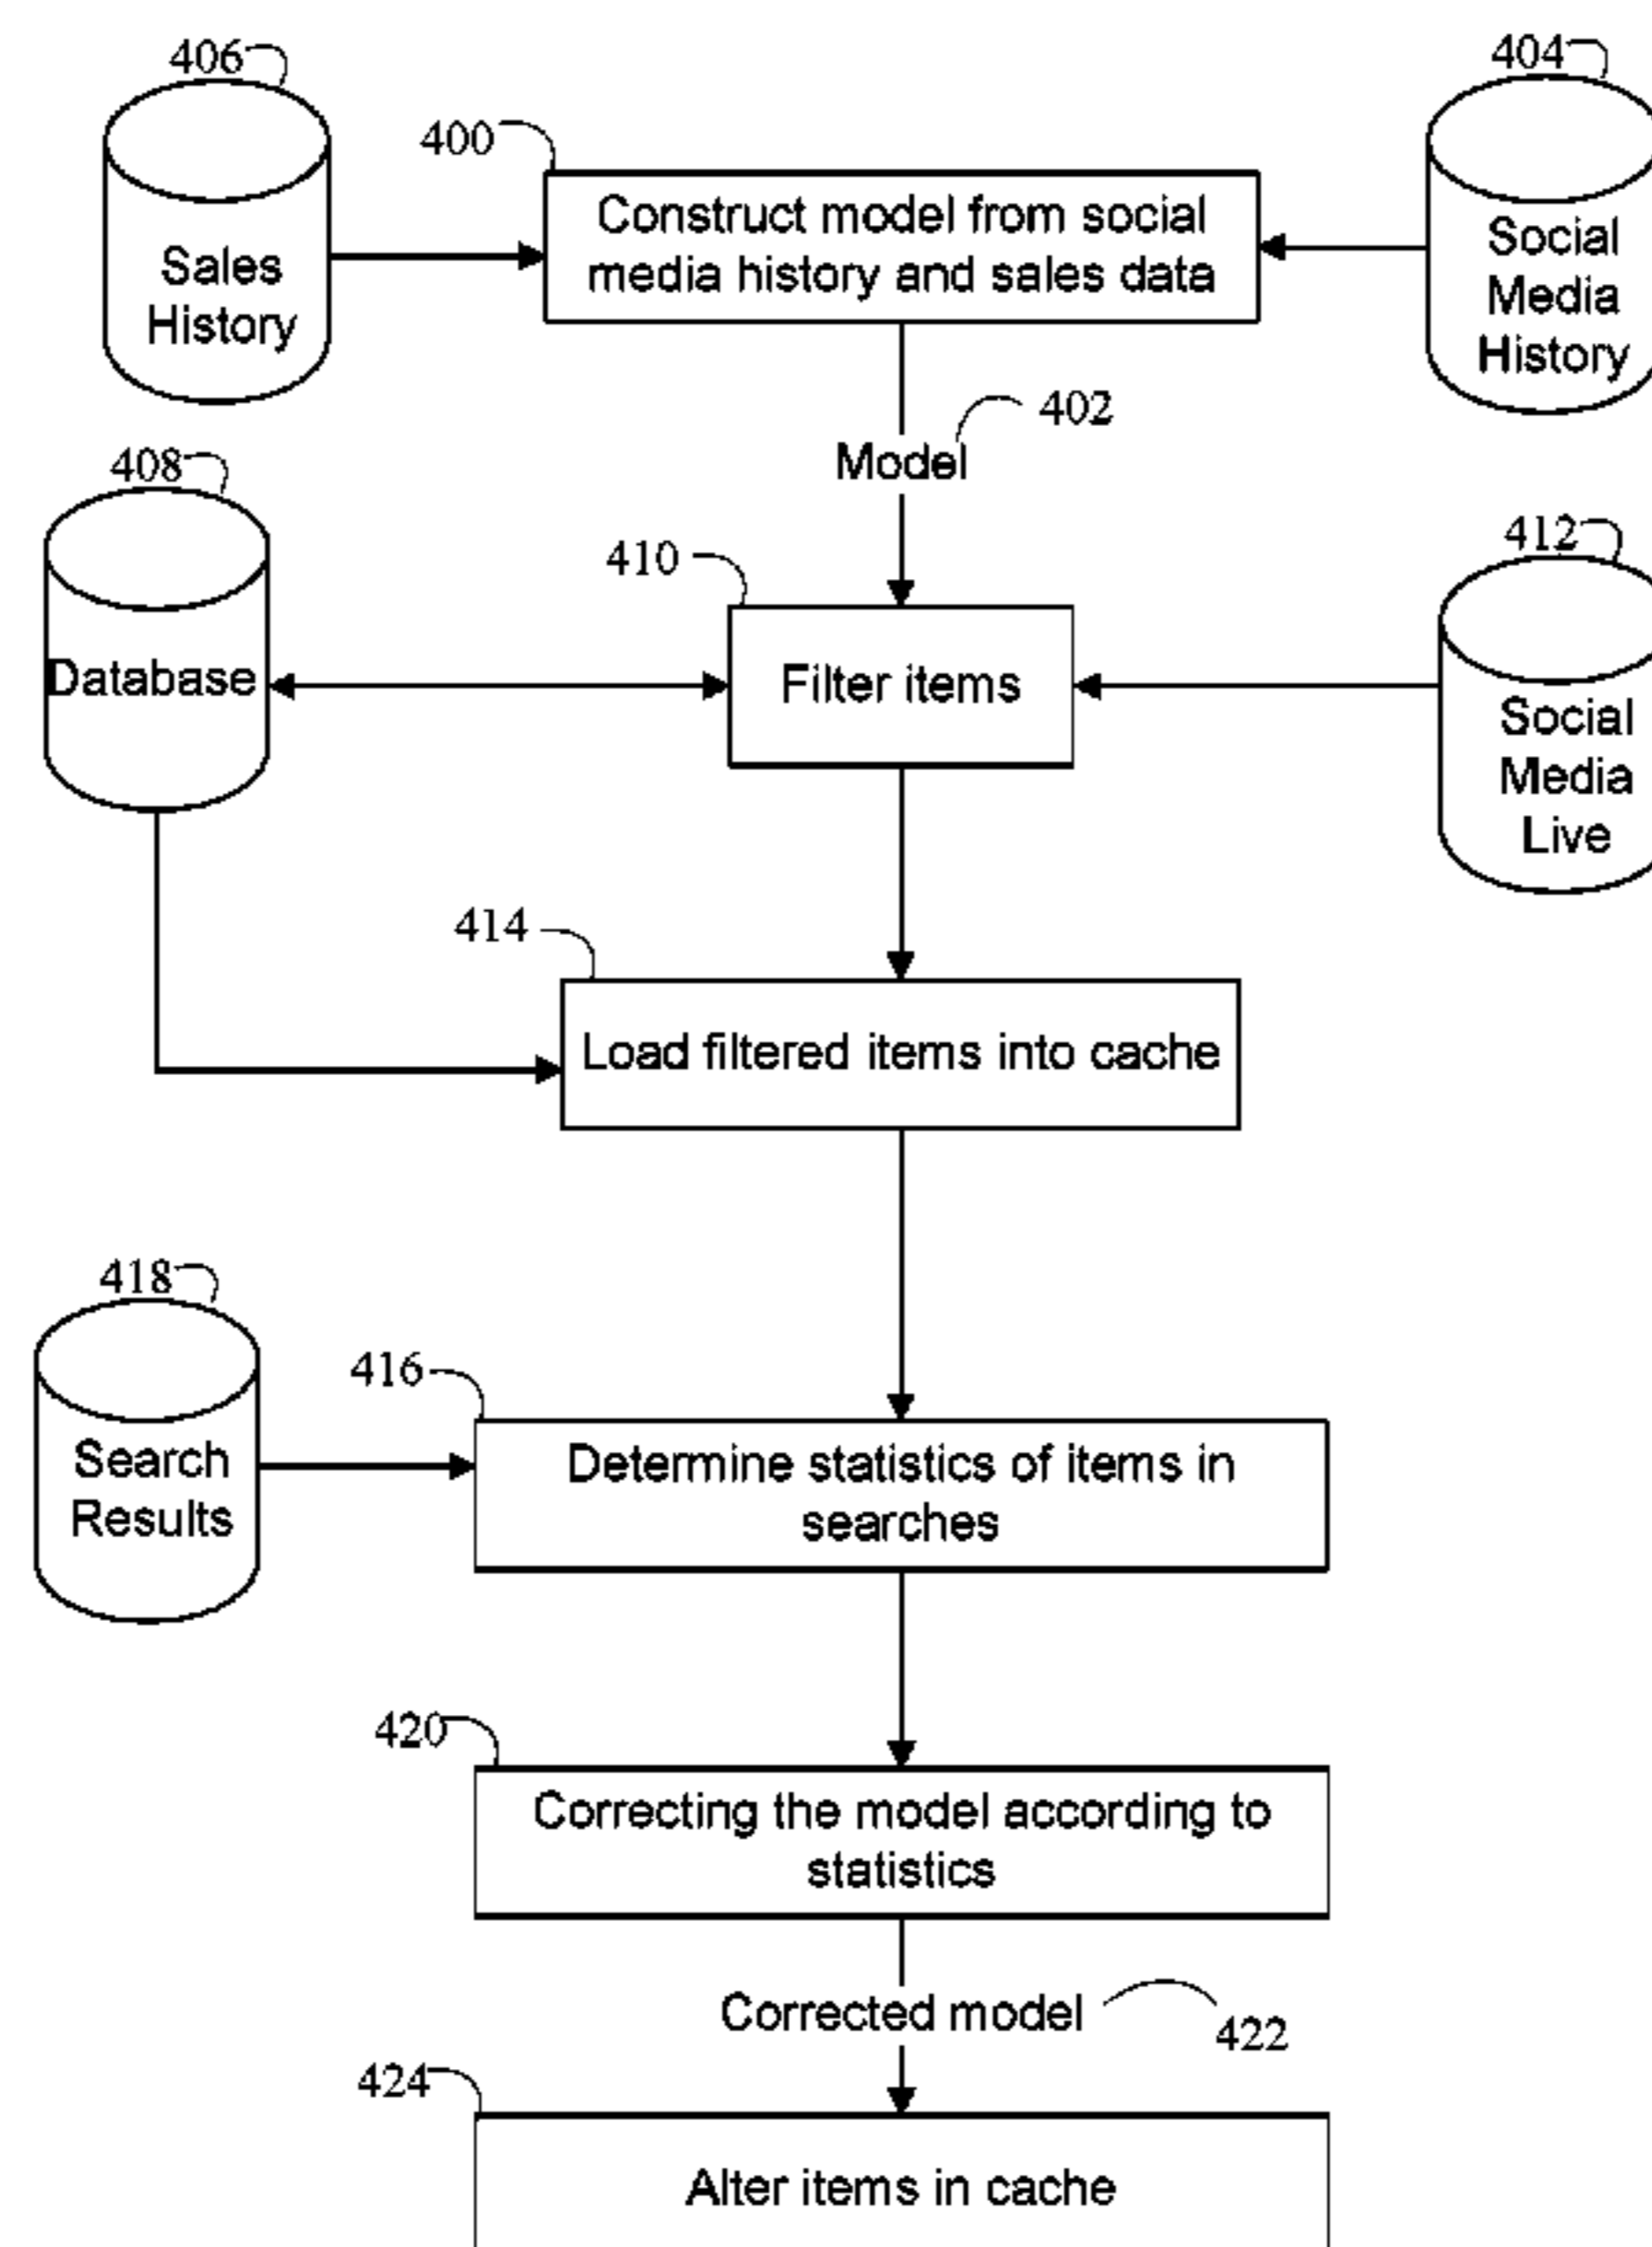 406
404
400
Construct model from social
media history and sales data
Sales
History
Social
Media
History
402
Model
408
412
410
Database
Filter items
Social
Media
Live
414
Load filtered items into cache
418
416
Search
Results
Determine statistics of items in
searches
420
Correcting the model according to
statistics
Corrected model
422
424
Alter items in cache